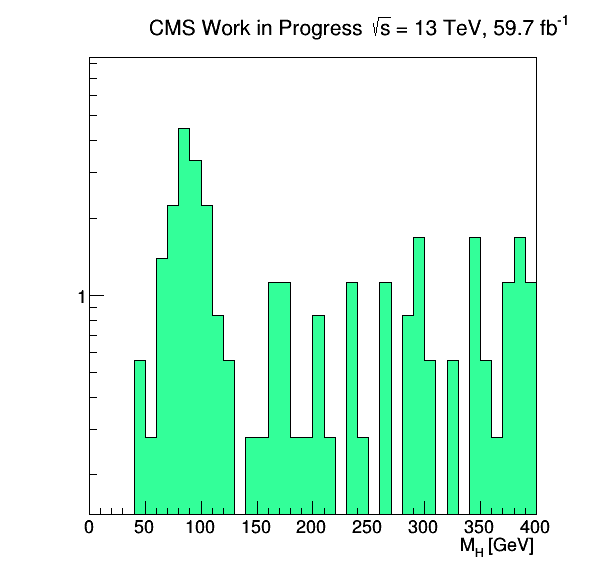 CMS Work in Progress √s = 13 TeV, 59.7 fb⁻¹
1
0 50 100 150 200 250 300 350 400
M_H [GeV]